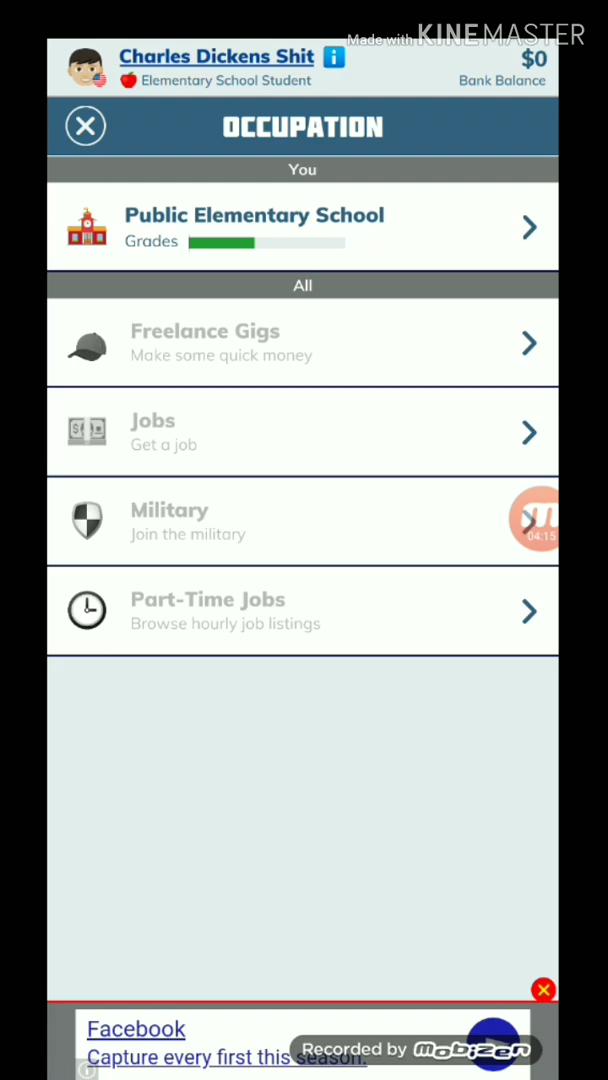 Made with KINEMASTER
Charles Dickens Shit
$0
Elementary School Student
Bank Balance
OCCUPATION
You
Public Elementary School
Grades
All
Freelance Gigs
Make some quick money
Jobs
Get a job
Military
Join the military
04:15
Part-Time Jobs
Browse hourly job listings
Facebook
Capture every first this season.
Recorded by mobizen